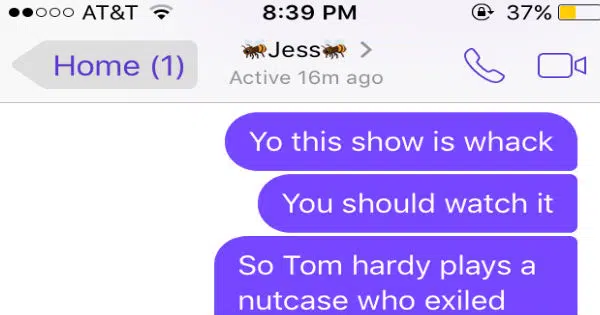 AT&T 8:39 PM 37%
Home (1) 🐝Jess🐝 >
Active 16m ago
Yo this show is whack
You should watch it
So Tom hardy plays a
nutcase who exiled